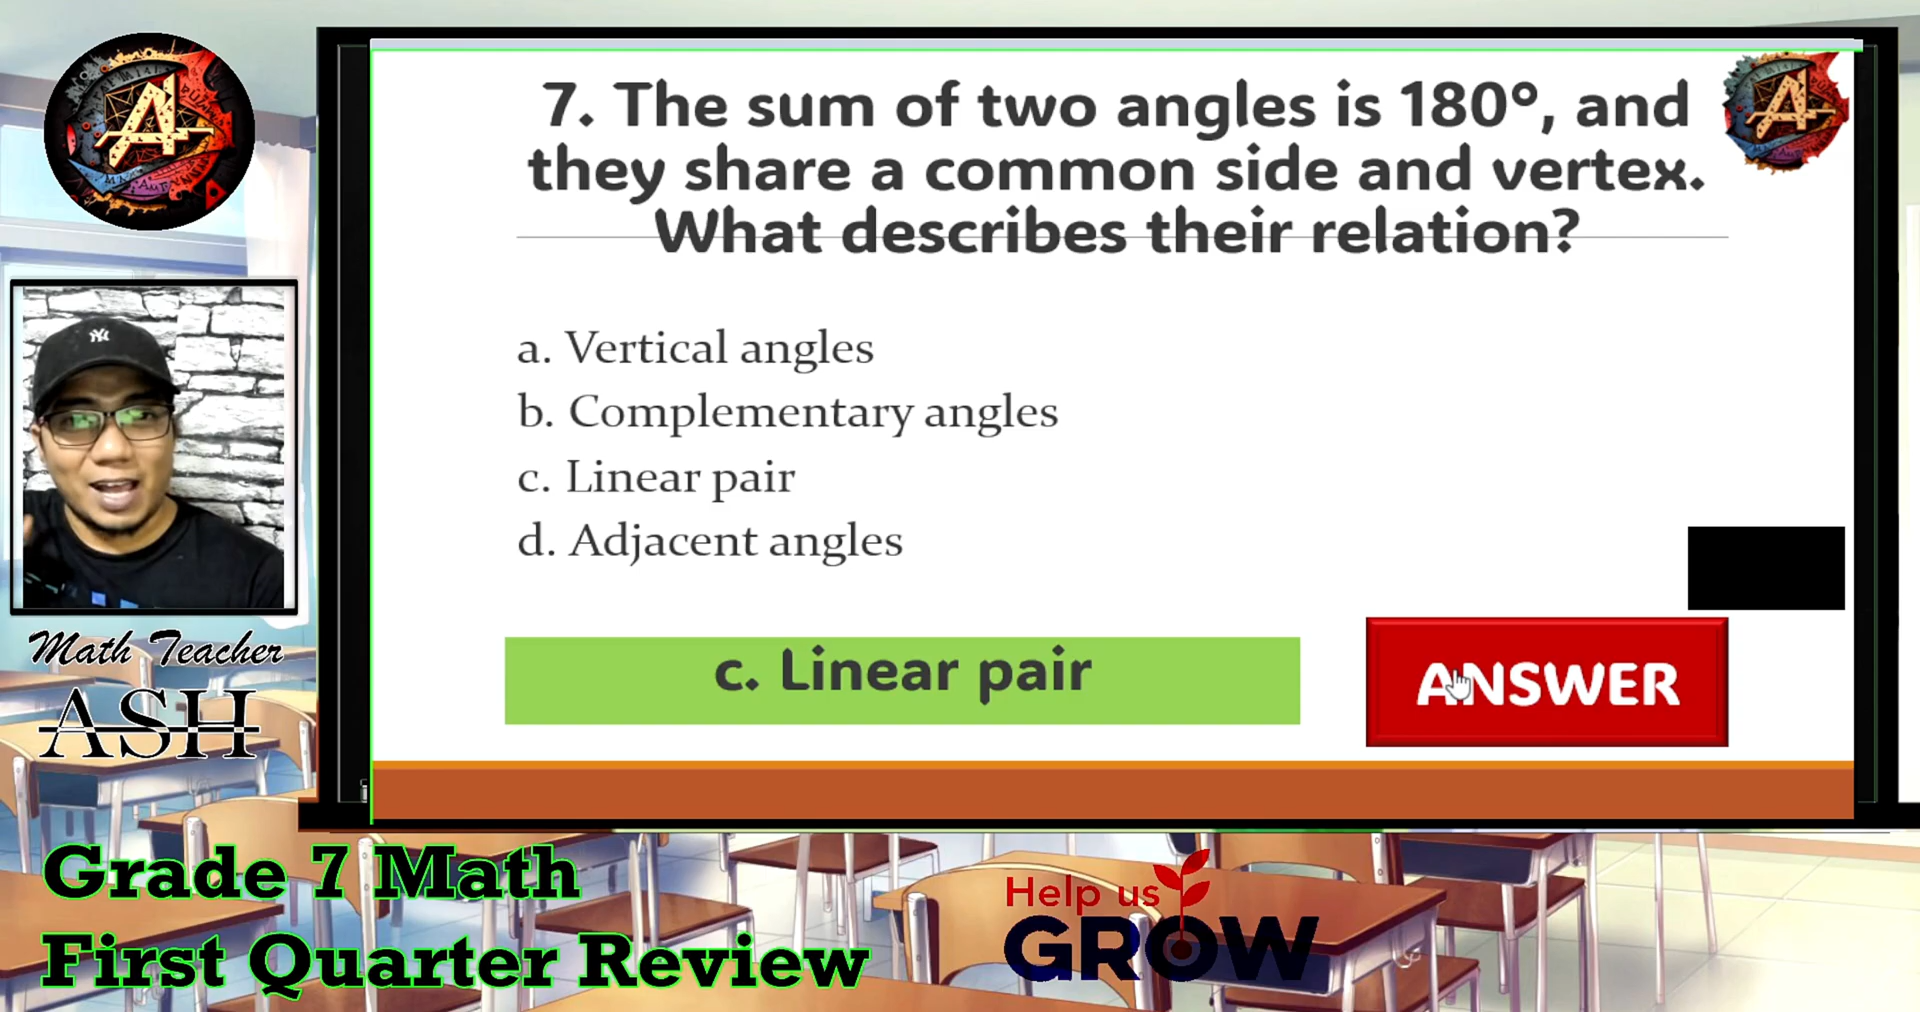 7. The sum of two angles is 180°, and
they share a common side and vertex.
What describes their relation?
a. Vertical angles
b. Complementary angles
c. Linear pair
d. Adjacent angles
c. Linear pair
ANSWER
Math Teacher
ASH
Grade 7 Math
First Quarter Review
Help us
GROW